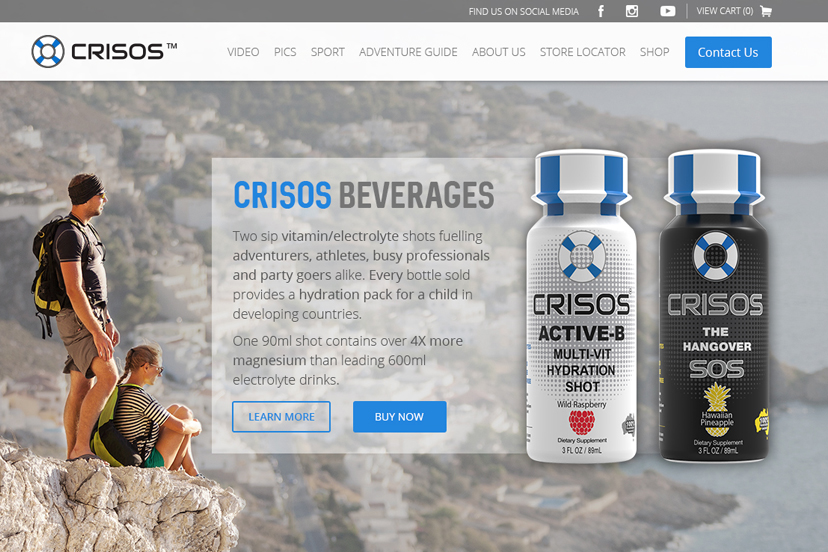 FIND US ON SOCIAL MEDIA
VIEW CART (0)
CRISOS™
VIDEO
PICS
SPORT
ADVENTURE GUIDE
ABOUT US
STORE LOCATOR
SHOP
Contact Us
CRISOS BEVERAGES
Two sip vitamin/electrolyte shots fuelling
adventurers, athletes, busy professionals
and party goers alike. Every bottle sold
provides a hydration pack for a child in
developing countries.
One 90ml shot contains over 4X more
magnesium than leading 600ml
electrolyte drinks.
LEARN MORE
BUY NOW
CRISOS
ACTIVE-B
MULTI-VIT
HYDRATION
SHOT
Wild Raspberry
Dietary Supplement
3 FL OZ / 89mL
CRISOS
THE
HANGOVER
SOS
Hawaiian
Pineapple
Dietary Supplement
3 FL OZ / 89mL